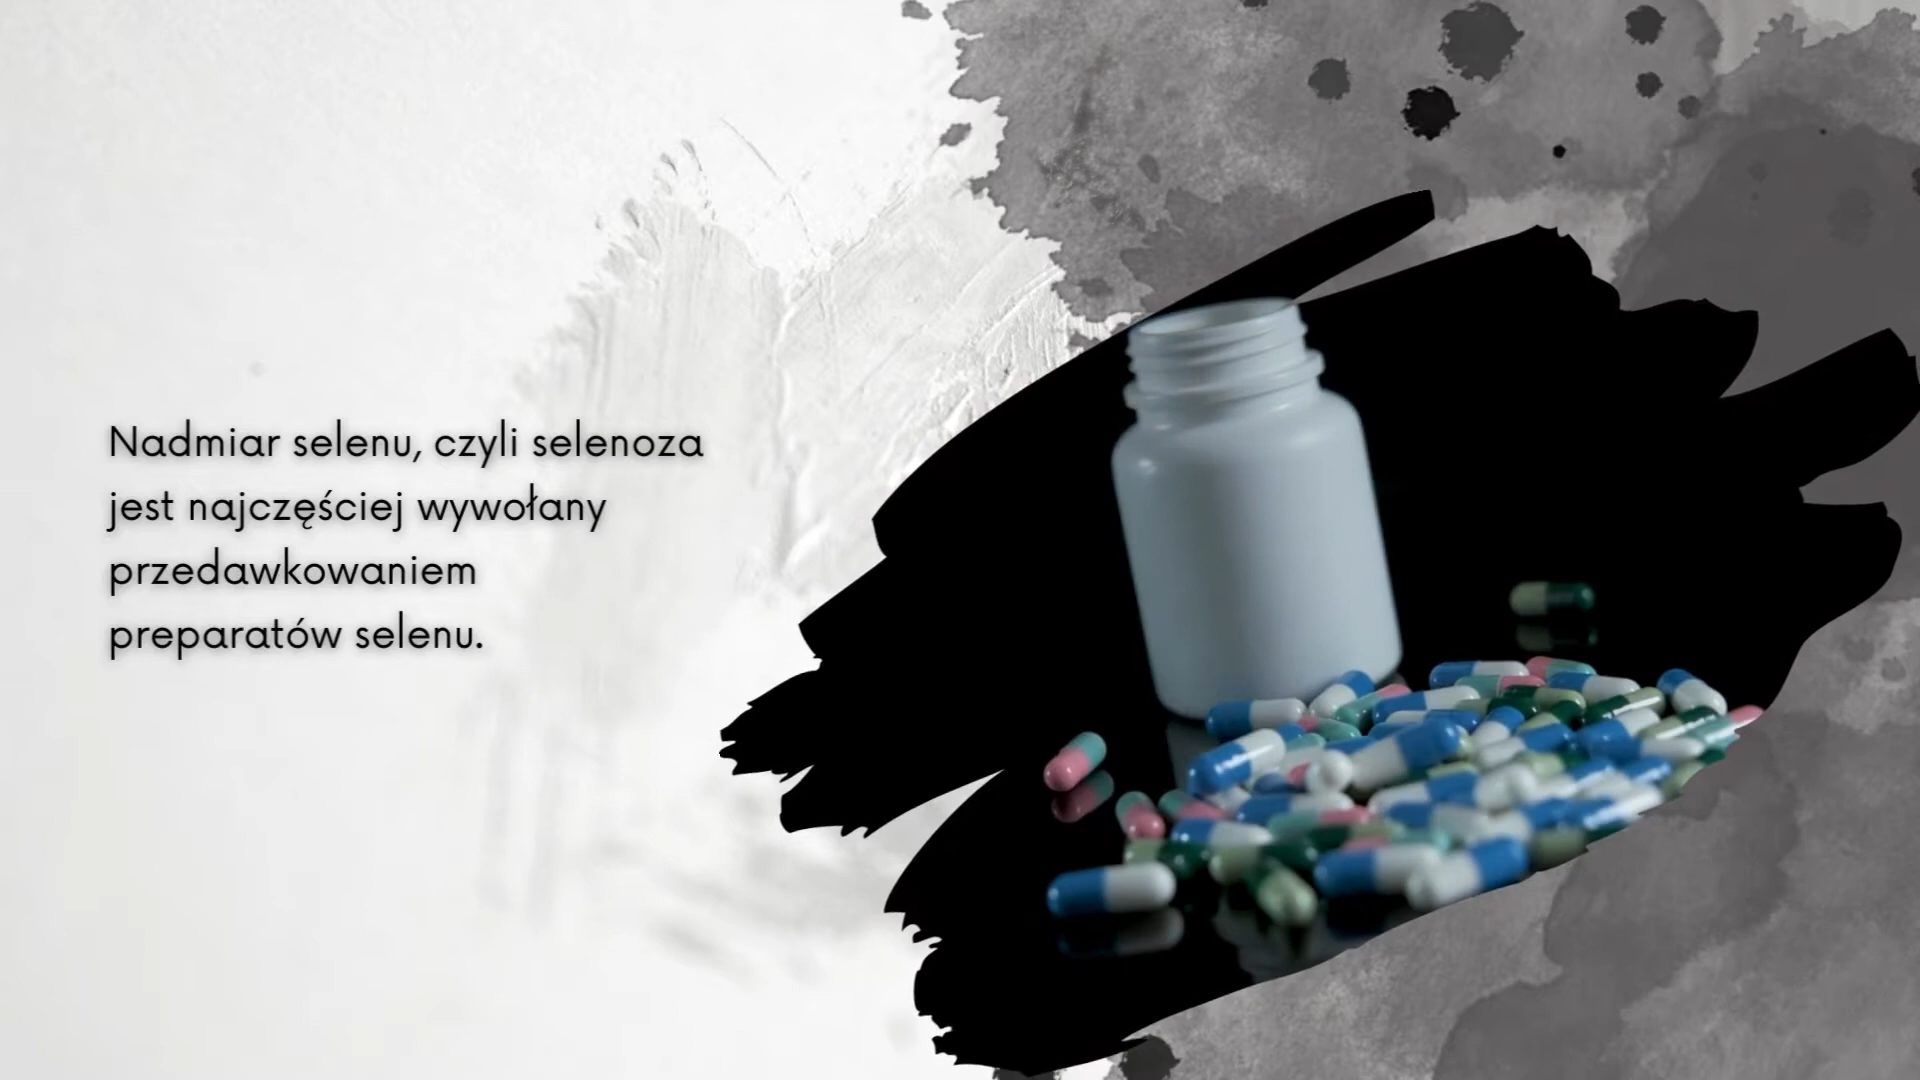 Nadmiar selenu, czyli selenoza
jest najczęściej wywołany
przedawkowaniem
preparatów selenu.